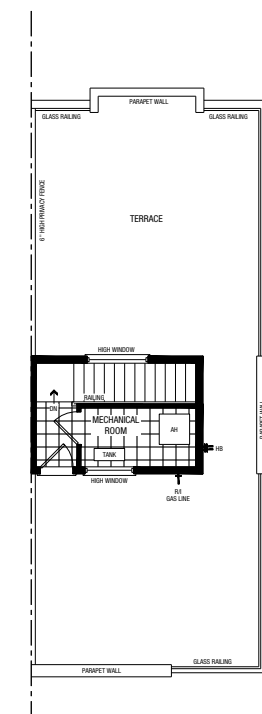 PARAPET WALL
GLASS RAILING
GLASS RAILING
6" HIGH PRIVACY FENCE
TERRACE
HIGH WINDOW
DN
RAILING
MECHANICAL
ROOM
AH
TANK
HB
HIGH WINDOW
R/I
GAS LINE
GLASS RAILING
PARAPET WALL